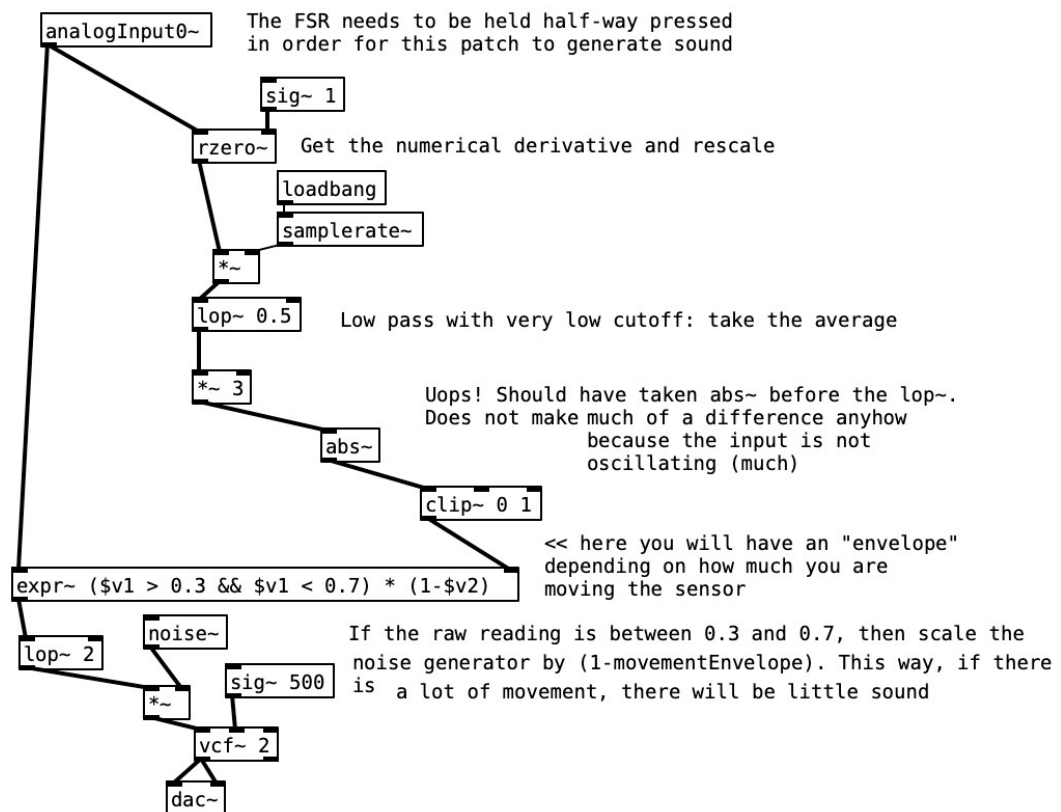 analogInput0~
The FSR needs to be held half-way pressed
in order for this patch to generate sound
sig~ 1
rzero~
Get the numerical derivative and rescale
loadbang
samplerate~
*~
lop~ 0.5
Low pass with very low cutoff: take the average
*~ 3
Uops! Should have taken abs~ before the lop~.
Does not make much of a difference anyhow
because the input is not
oscillating (much)
abs~
clip~ 0 1
<< here you will have an "envelope"
depending on how much you are
moving the sensor
expr~ ($v1 > 0.3 && $v1 < 0.7) * (1-$v2)
noise~
lop~ 2
If the raw reading is between 0.3 and 0.7, then scale the
noise generator by (1-movementEnvelope). This way, if there
is a lot of movement, there will be little sound
sig~ 500
*~
vcf~ 2
dac~